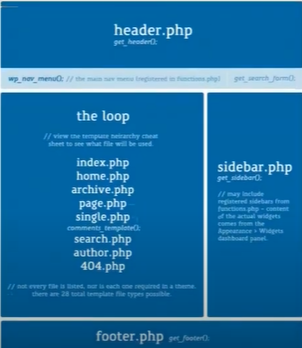 header.php
get_header();
wp_nav_menu(); // the main nav menu (registered in functions.php)
get_search_form();
the loop
// view the template heirarchy cheat
sheet to see what file will be used.
index.php
home.php
archive.php
page.php
single.php
comments_template();
search.php
author.php
404.php
// not every file is listed, nor is each one required in a theme.
there are 28 total template file types possible.
sidebar.php
get_sidebar();
// may include
registered sidebars from
functions.php – content
of the actual widgets
comes from the
Appearance > Widgets
dashboard panel.
footer.php get_footer();